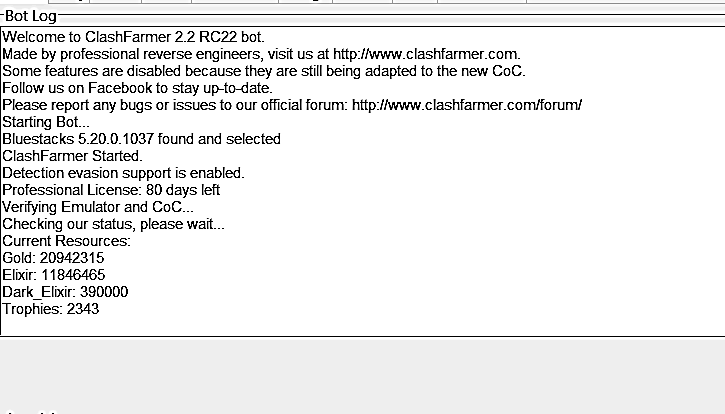 Bot Log
Welcome to ClashFarmer 2.2 RC22 bot.
Made by professional reverse engineers, visit us at http://www.clashfarmer.com.
Some features are disabled because they are still being adapted to the new CoC.
Follow us on Facebook to stay up-to-date.
Please report any bugs or issues to our official forum: http://www.clashfarmer.com/forum/
Starting Bot...
Bluestacks 5.20.0.1037 found and selected
ClashFarmer Started.
Detection evasion support is enabled.
Professional License: 80 days left
Verifying Emulator and CoC...
Checking our status, please wait...
Current Resources:
Gold: 20942315
Elixir: 11846465
Dark_Elixir: 390000
Trophies: 2343